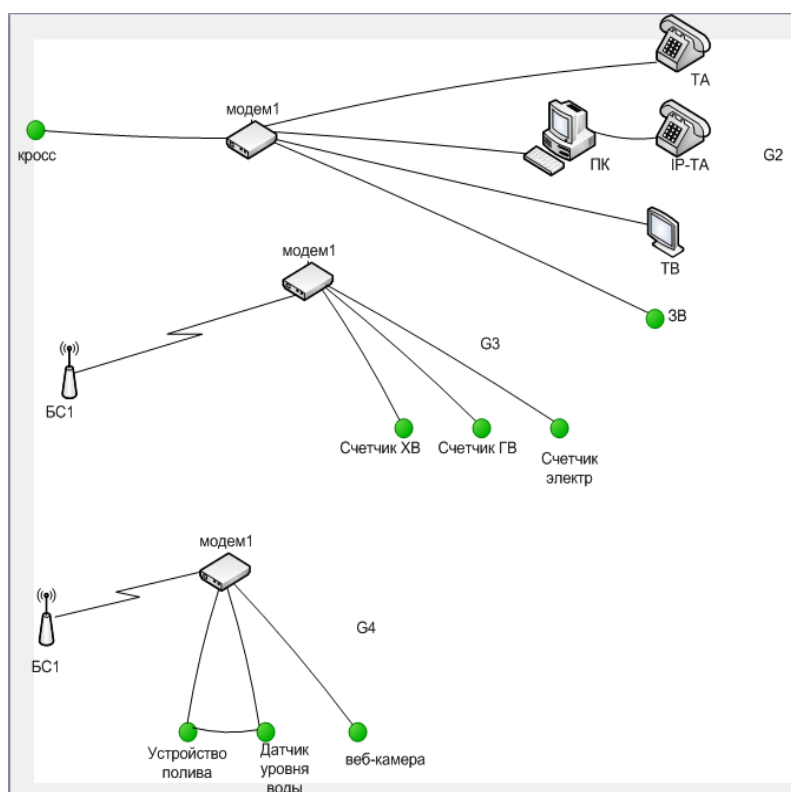 ТА
модем1
кросс
ПК
IP-ТА
G2
ТВ
модем1
ЗВ
G3
БС1
Счетчик ХВ
Счетчик ГВ
Счетчик
электр
модем1
G4
БС1
Устройство
полива
Датчик
уровня
воды
веб-камера